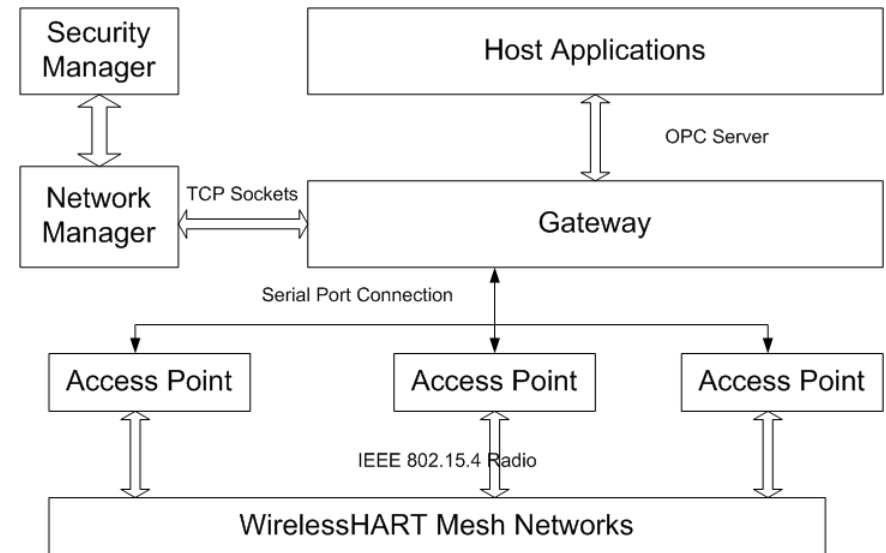 Security
Manager
Host Applications
OPC Server
Network
Manager
TCP Sockets
Gateway
Serial Port Connection
Access Point
Access Point
Access Point
IEEE 802.15.4 Radio
WirelessHART Mesh Networks